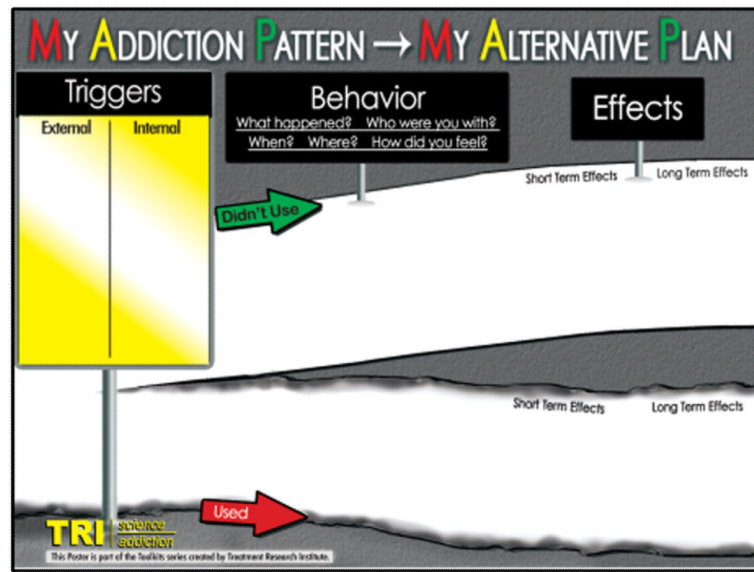 MY ADDICTION PATTERN → MY ALTERNATIVE PLAN
Triggers
External Internal
Behavior
What happened? Who were you with?
When? Where? How did you feel?
Effects
Short Term Effects Long Term Effects
Didn't Use
Short Term Effects Long Term Effects
Used
TRI science
addiction
This Poster is part of the Toolkits series created by Treatment Research Institute.